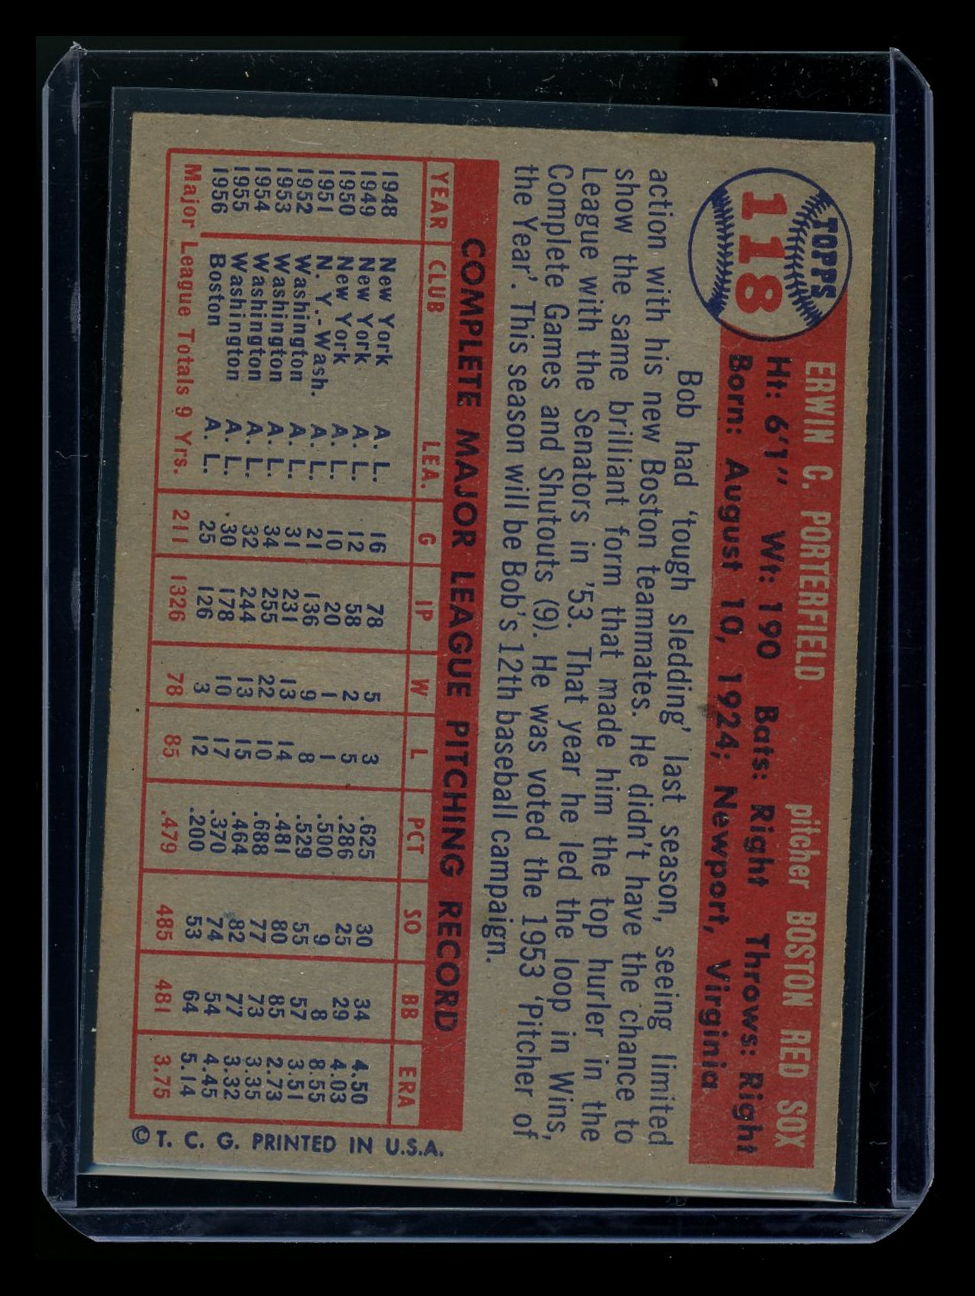 TOPPS
118
ERWIN C. PORTERFIELD pitcher BOSTON RED SOX
Ht: 6'1" Wt: 190 Bats: Right Throws: Right
Born: August 10, 1924; Newport, Virginia
Bob had 'tough sledding' last season, seeing limited
action with his new Boston teammates. He didn't have the chance to
show the same brilliant form that made him the top hurler in the
League with the Senators in '53. That year he led the loop in Wins,
Complete Games and Shutouts (9). He was voted the 1953 'Pitcher of
the Year'. This season will be Bob's 12th baseball campaign.
COMPLETE MAJOR LEAGUE PITCHING RECORD
YEAR CLUB LEA. G IP W L PCT SO BB ERA
1948 New York A. L. 16 78 5 3 .625 30 34 4.50
1949 New York A. L. 12 58 2 5 .286 25 29 4.03
1950 New York A. L. 10 20 1 1 .500 9 8 8.55
1951 N. Y.-Wash. A. L. 21 136 9 8 .529 55 57 3.51
1952 Washington A. L. 31 231 13 14 .481 80 85 2.73
1953 Washington A. L. 34 255 22 10 .688 77 73 3.35
1954 Washington A. L. 32 244 13 15 .464 82 77 3.32
1955 Washington A. L. 30 178 10 17 .370 74 54 4.45
1956 Boston A. L. 25 126 3 12 .200 53 64 5.14
Major League Totals 9 Yrs. 211 1326 78 85 .479 485 481 3.75
© T. C. G. PRINTED IN U.S.A.